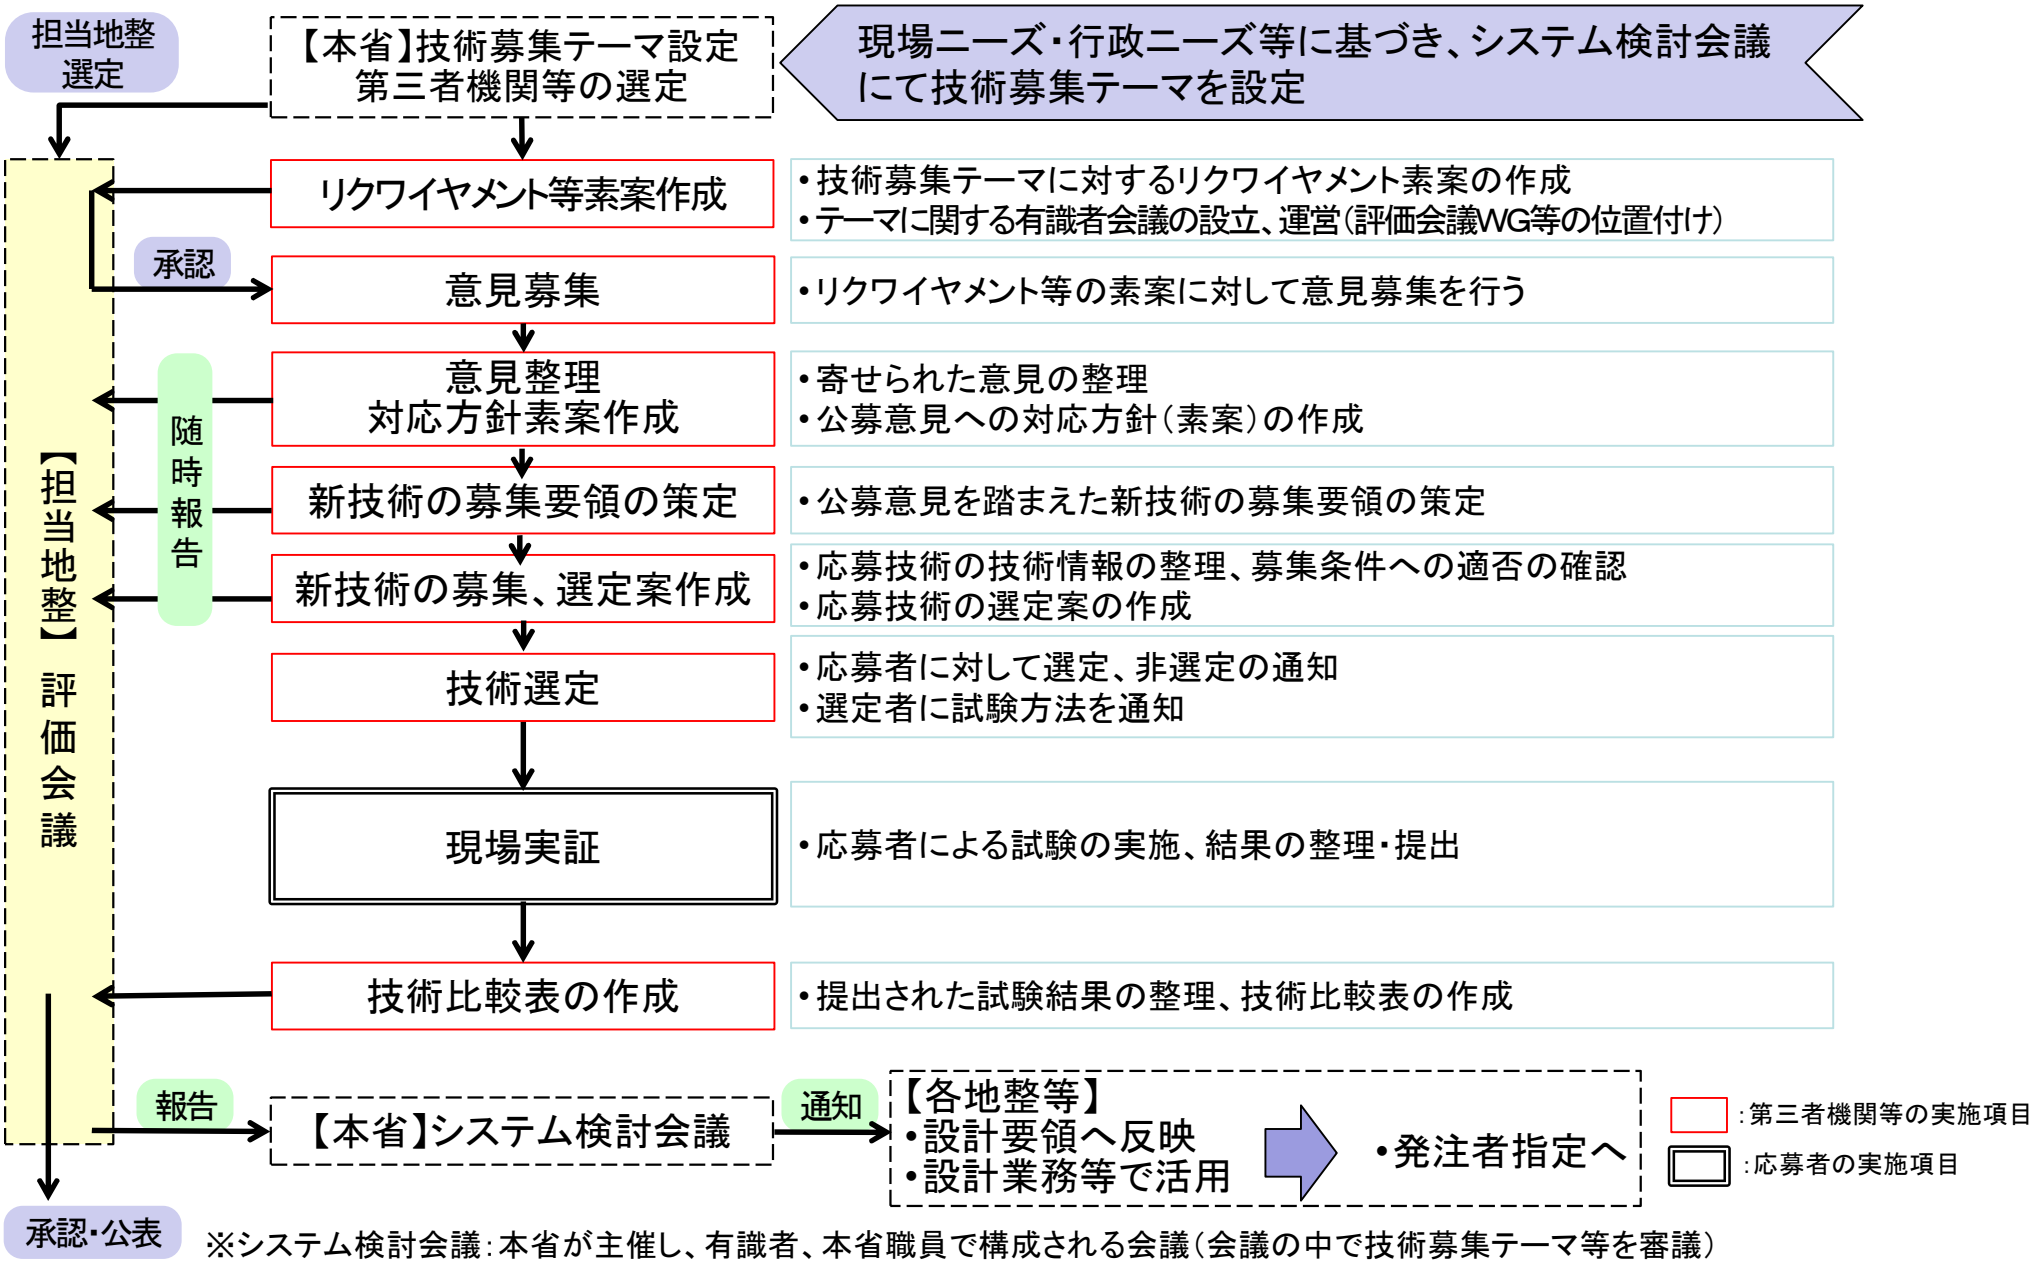 担当地整
選定
【本省】技術募集テーマ設定
第三者機関等の選定
現場ニーズ・行政ニーズ等に基づき、システム検討会議
にて技術募集テーマを設定
リクワイヤメント等素案作成
・技術募集テーマに対するリクワイヤメント素案の作成
・テーマに関する有識者会議の設立、運営（評価会議WG等の位置付け）
承認
意見募集
・リクワイヤメント等の素案に対して意見募集を行う
意見整理
対応方針素案作成
・寄せられた意見の整理
・公募意見への対応方針（素案）の作成
随時報告
新技術の募集要領の策定
・公募意見を踏まえた新技術の募集要領の策定
新技術の募集、選定案作成
・応募技術の技術情報の整理、募集条件への適否の確認
・応募技術の選定案の作成
【担当地整】評価会議
技術選定
・応募者に対して選定、非選定の通知
・選定者に試験方法を通知
現場実証
・応募者による試験の実施、結果の整理・提出
技術比較表の作成
・提出された試験結果の整理、技術比較表の作成
報告
【本省】システム検討会議
通知
【各地整等】
・設計要領へ反映
・設計業務等で活用
・発注者指定へ
：第三者機関等の実施項目
：応募者の実施項目
承認・公表
※システム検討会議：本省が主催し、有識者、本省職員で構成される会議（会議の中で技術募集テーマ等を審議）